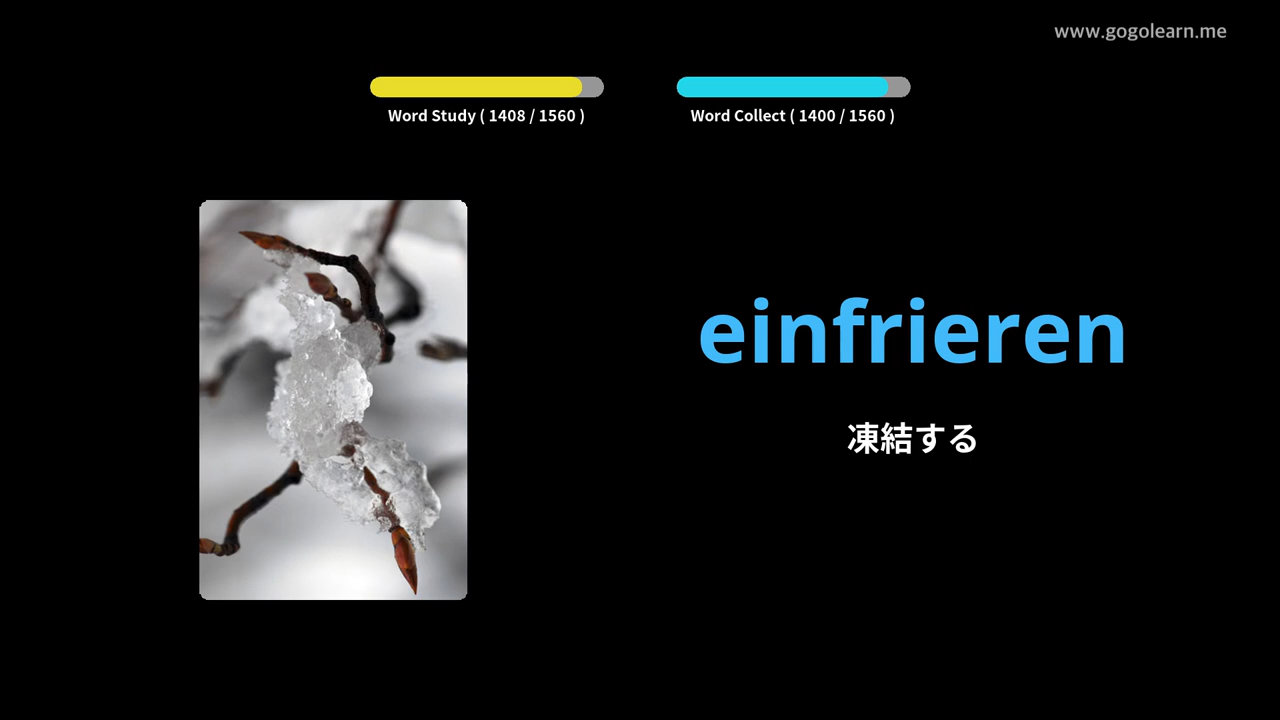 www.gogolearn.me
Word Study ( 1408 / 1560 )
Word Collect ( 1400 / 1560 )
einfrieren
凍結する